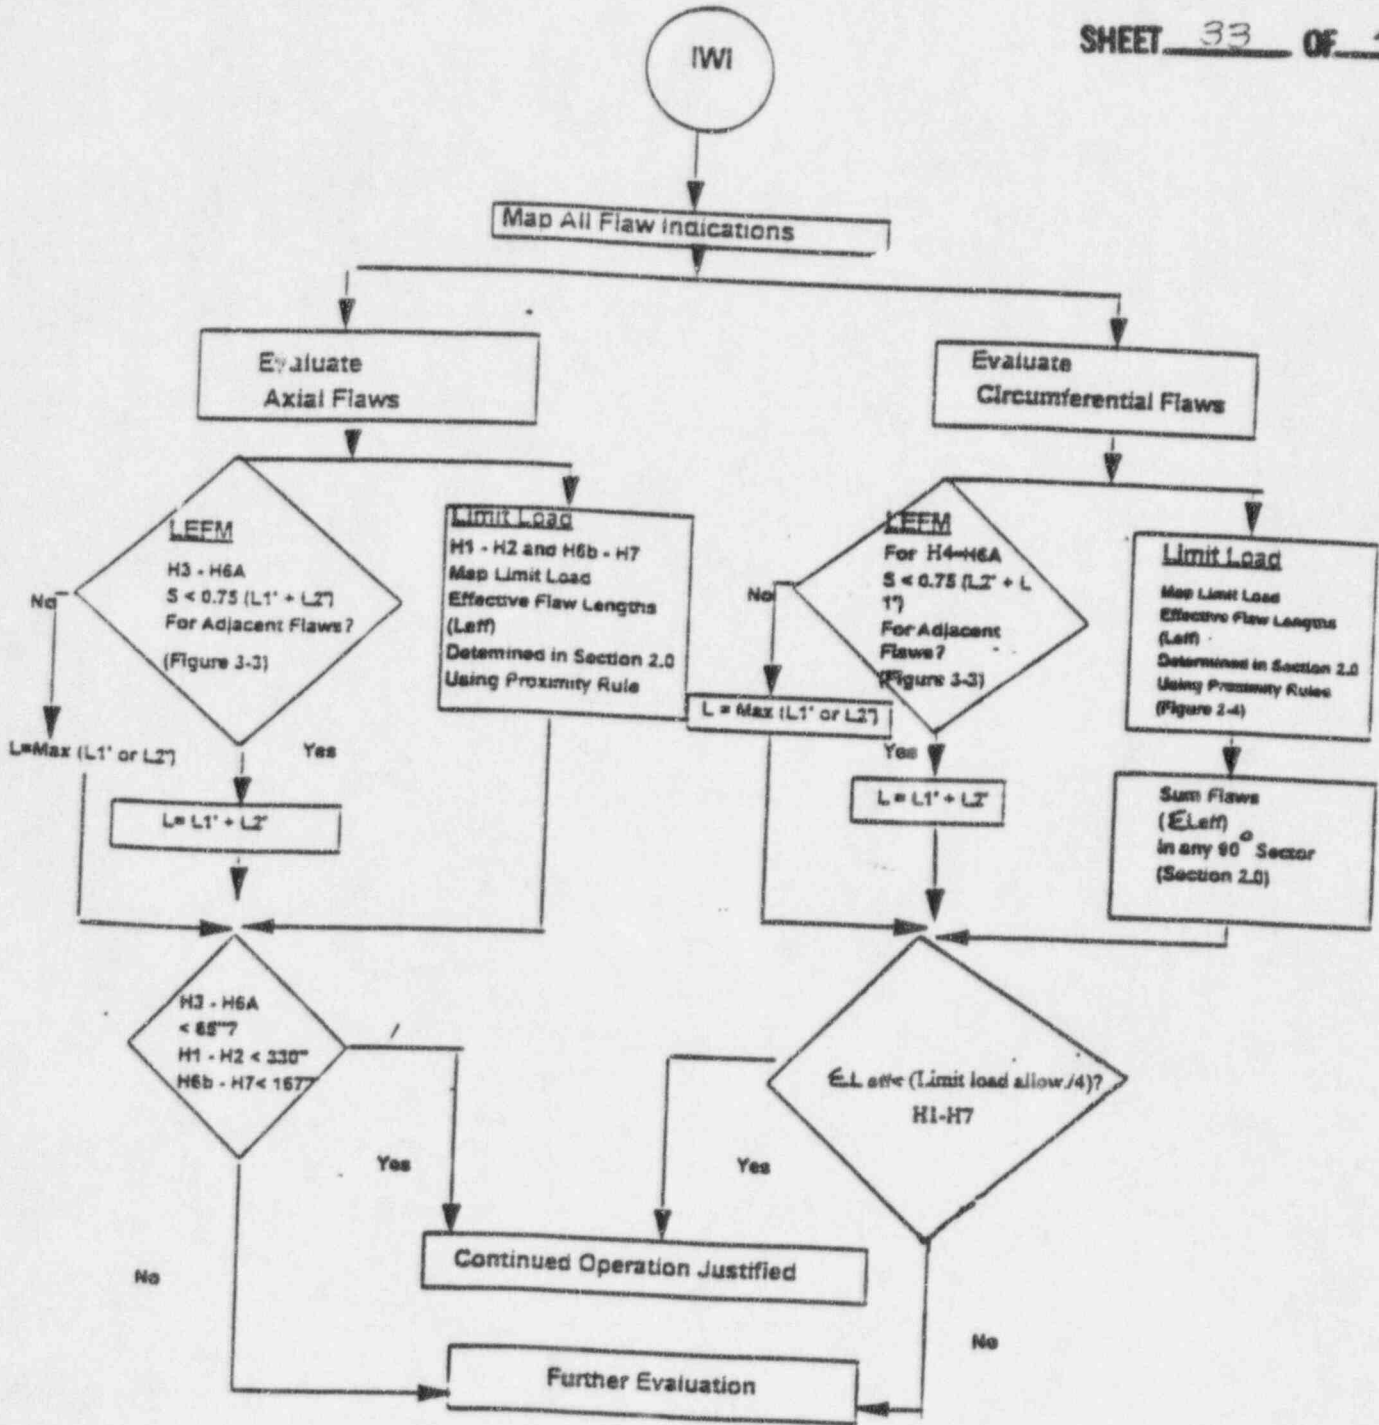 SHEET 33 OF
IWI
Map All Flaw Indications
Evaluate
Axial Flaws
Evaluate
Circumferential Flaws
LEFM
H3 - H6A
S < 0.75 (L1' + L2')
For Adjacent Flaws?
(Figure 3-3)
No
Yes
L=Max (L1' or L2')
L= L1' + L2'
Limit Load
H1 - H2 and H6b - H7
Map Limit Load
Effective Flaw Lengths
(Leff)
Detemined in Section 2.0
Using Proximity Rule
LEFM
For H4-H6A
S < 0.75 (L2' + L
1')
For Adjacent
Flaws?
(Figure 3-3)
No
Yes
L = Max (L1' or L2')
L = L1' + L2'
Limit Load
Map Limit Load
Effective Flaw Lengths
(Leff)
Determined in Section 2.0
Using Proximity Rules
(Figure 2-4)
Sum Flaws
(ΣLeff)
in any 90° Sector
(Section 2.0)
H3 - H6A
H1 - H2 < 330"
H6b - H7<
Yes
No
ΣL eff< (Limit load allow./4)?
H1-H7
Yes
No
Continued Operation Justified
Further Evaluation